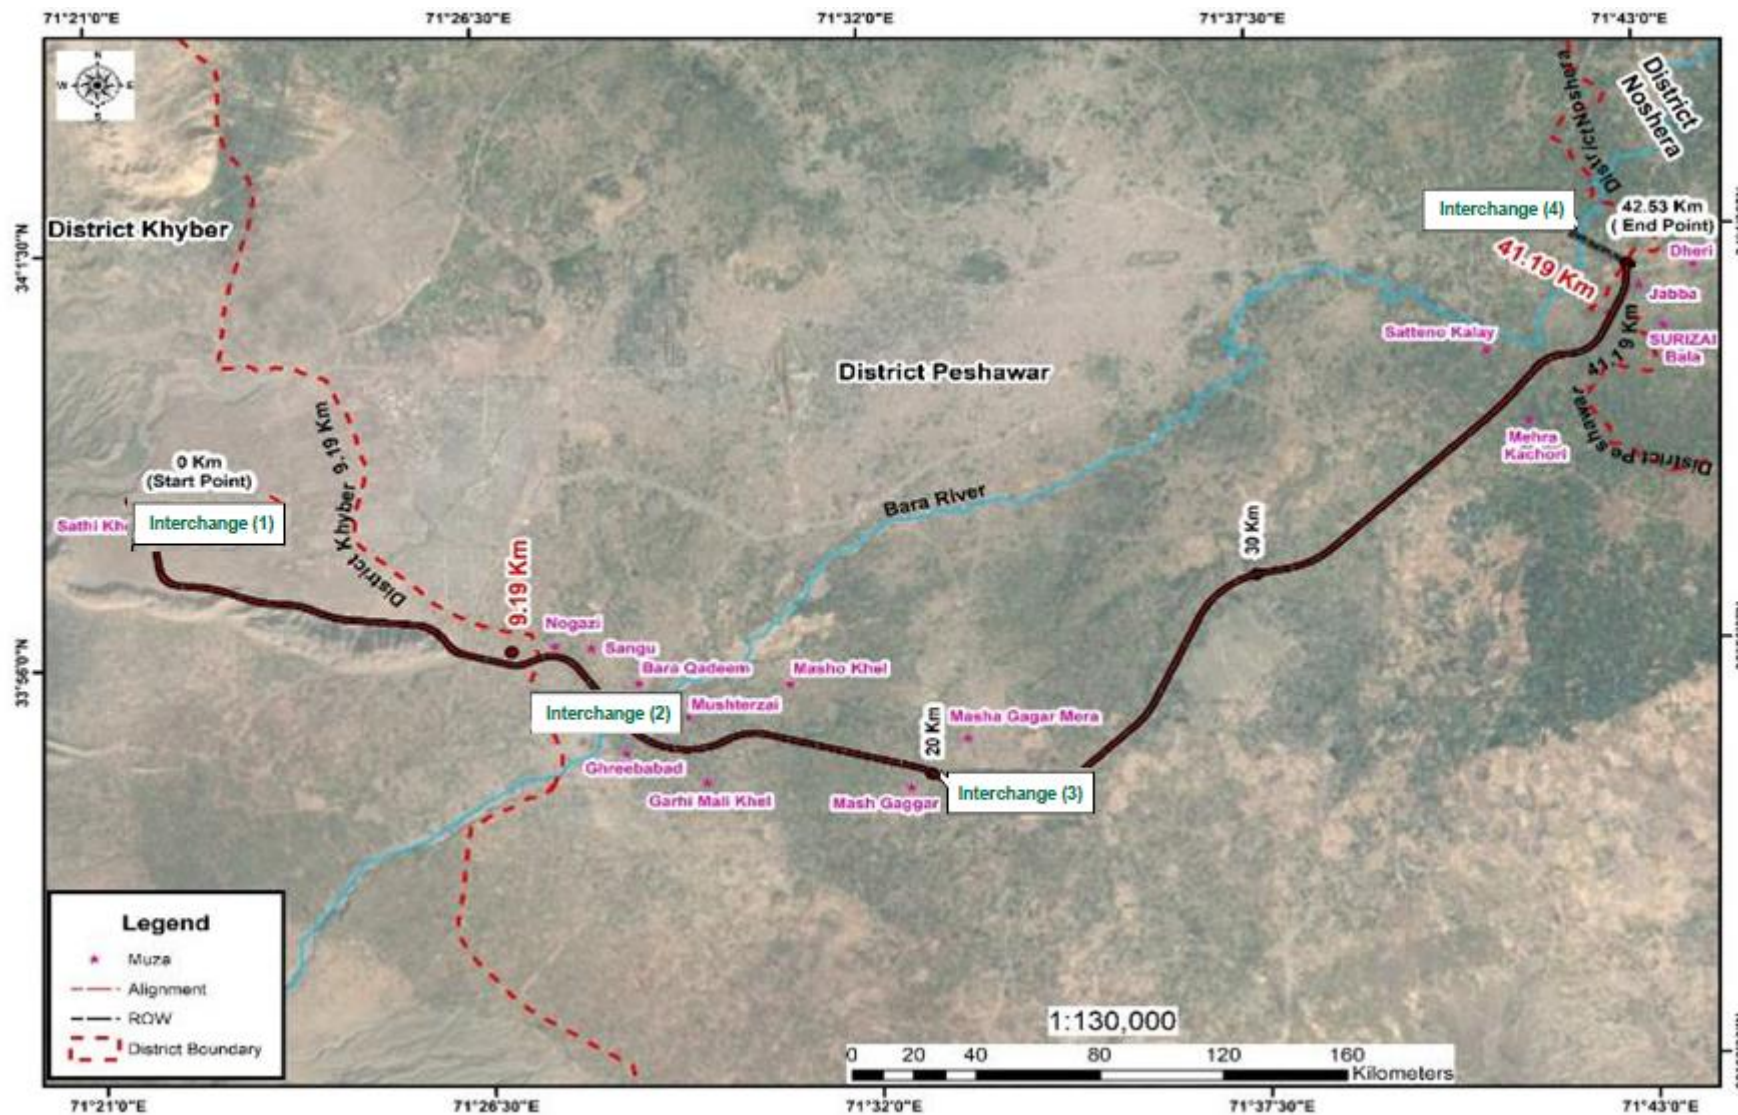 71°21'0"E
71°26'30"E
71°32'0"E
71°37'30"E
71°43'0"E
N
W
E
S
District Noshera
District
Noshera
District Khyber
Interchange (4)
42.53 Km
( End Point)
34°1'30"N
41.19 Km
Dheri
Jabba
Satteno Kalay
SURIZAI
Bala
41.19 Km
District Peshawar
District Peshawar
Mehra
Kachori
District Khyber 9.19 Km
0 Km
(Start Point)
Bara River
Sathi Kh
Interchange (1)
30 Km
9.19 Km
Nogazi
Sangu
33°56'0"N
Bara Qadeem
Masho Khel
Interchange (2)
Mushterzai
20 Km
Masha Gagar Mera
Ghreebabad
Garhi Mali Khel
Mash Gaggar
Interchange (3)
Legend
Muza
Alignment
ROW
District Boundary
1:130,000
0 20 40 80 120 160
Kilometers
71°21'0"E
71°26'30"E
71°32'0"E
71°37'30"E
71°43'0"E